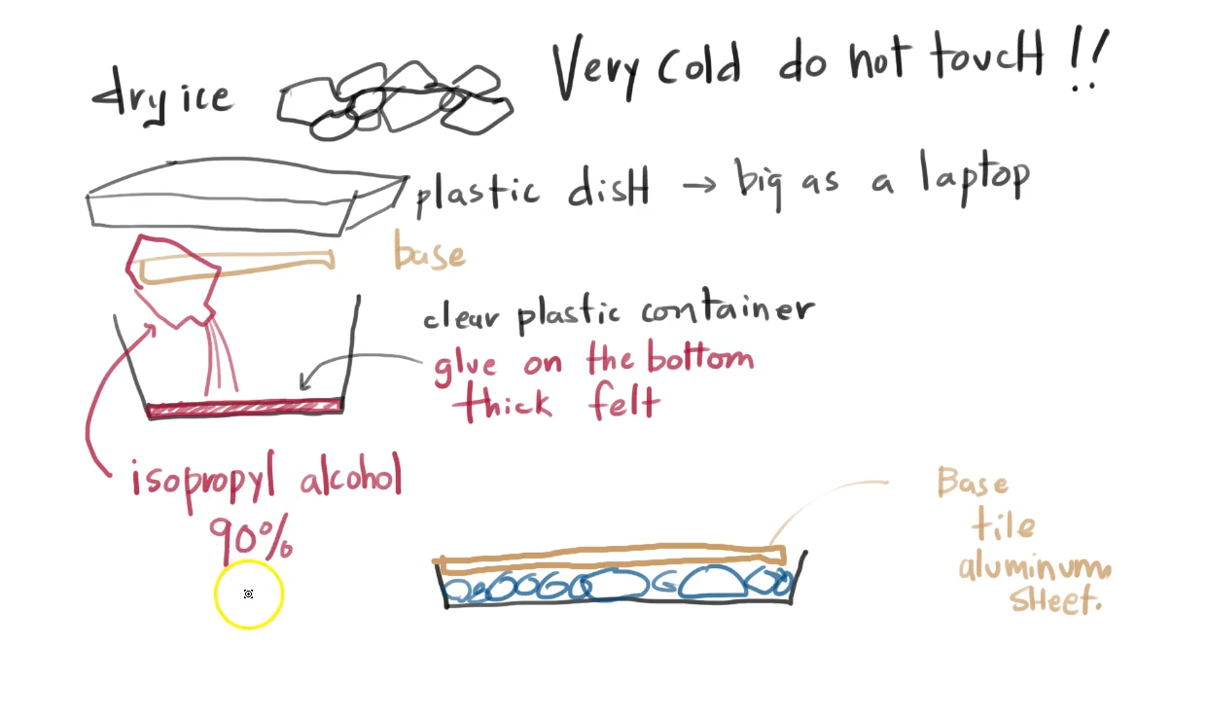 Very cold do not toucH !!
dry ice
plastic disH → big as a laptop
base
clear plastic container
glue on the bottom
thick felt
isopropyl alcohol
90%
Base
tile
aluminum
SHeet.